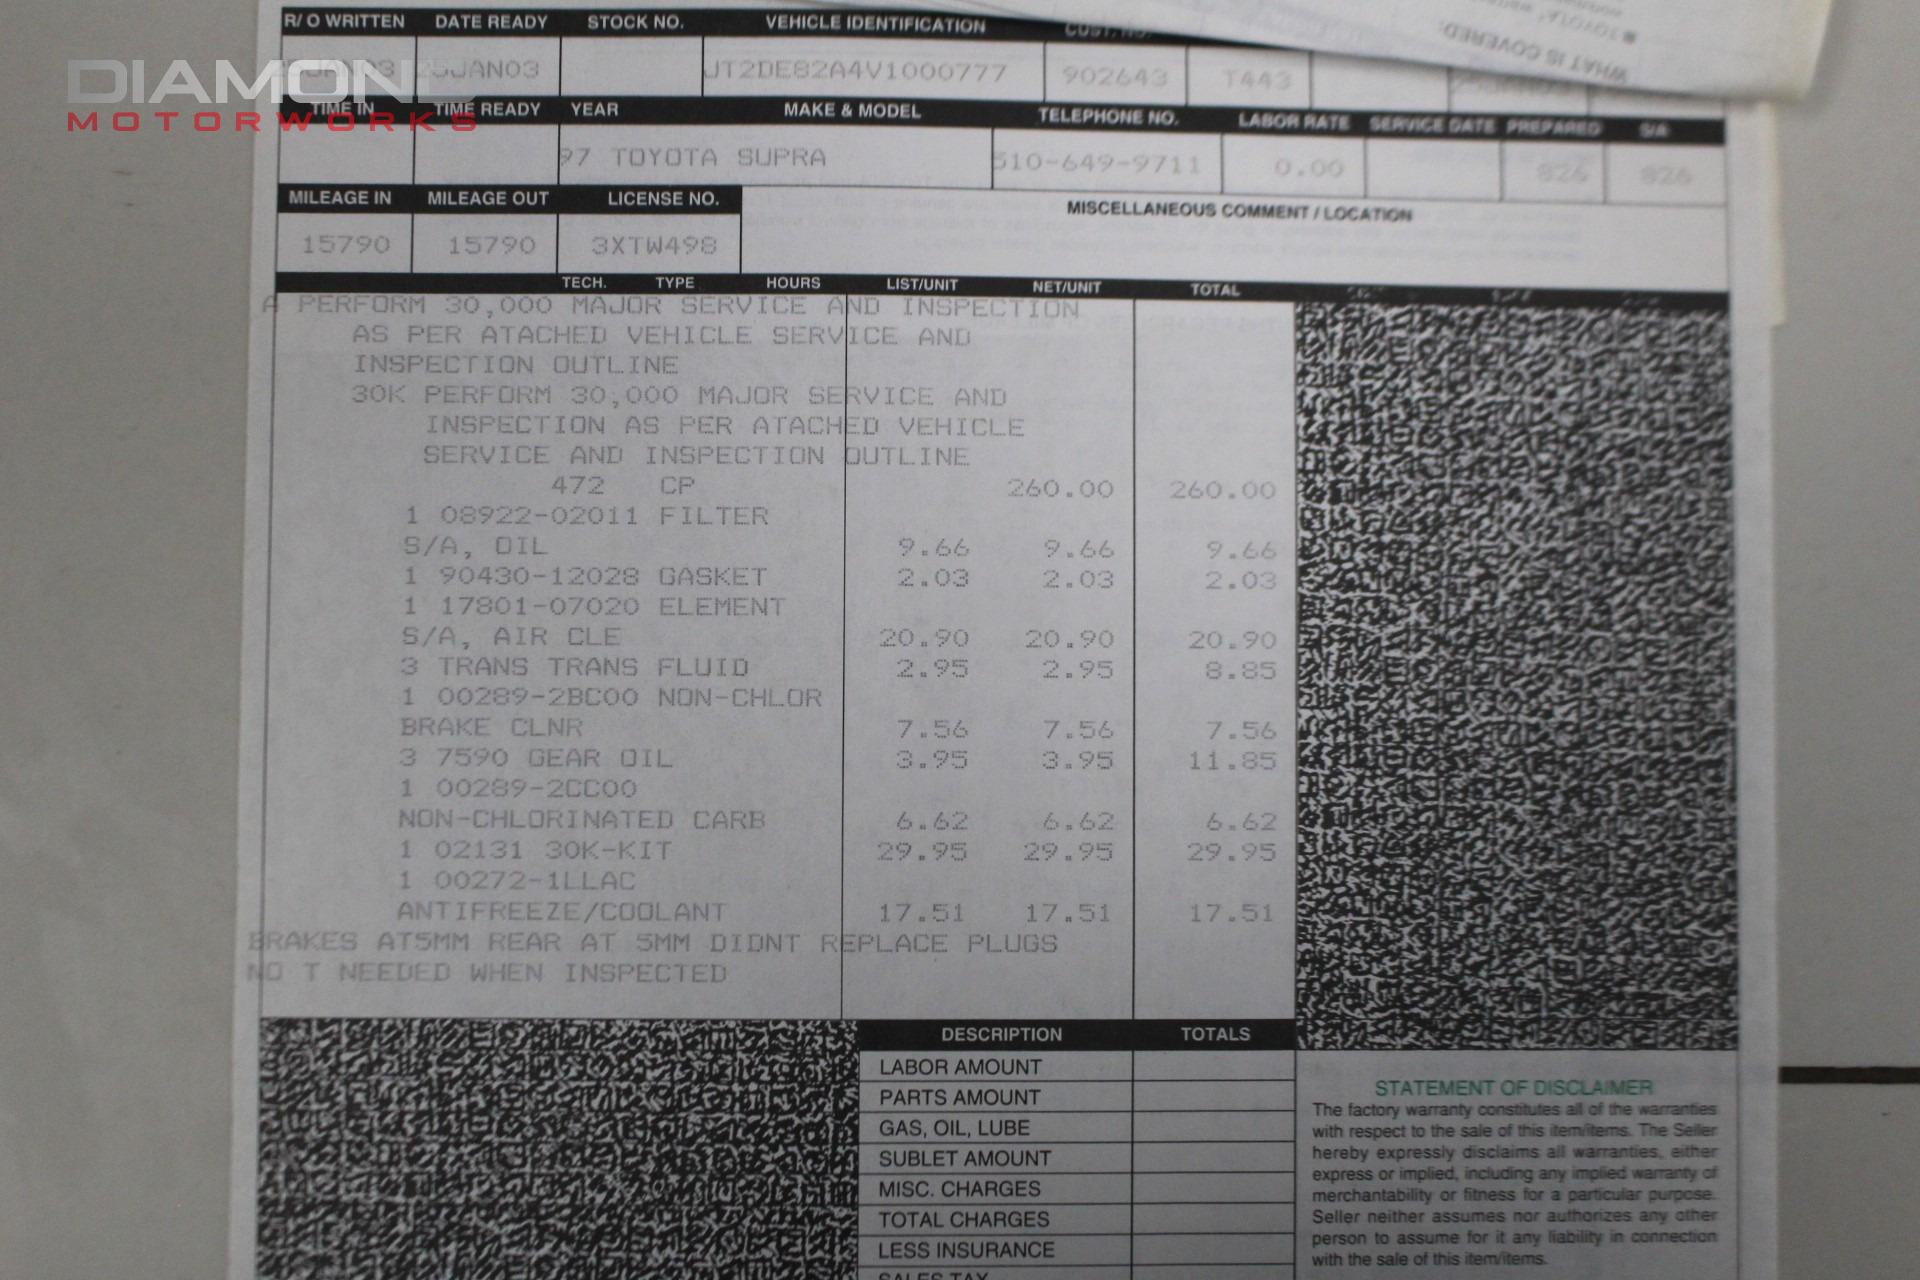 DIAMOND
MOTORWORKS
WHAT IS COVERED:
R/ O WRITTEN DATE READY STOCK NO. VEHICLE IDENTIFICATION CUST. NO.
JAN03 25JAN03 JT2DE82A4V1000777 902643 T443
TIME IN TIME READY YEAR MAKE & MODEL TELEPHONE NO. LABOR RATE SERVICE DATE PREPARED S/A
97 TOYOTA SUPRA 510-649-9711 0.00 826 826
MILEAGE IN MILEAGE OUT LICENSE NO. MISCELLANEOUS COMMENT / LOCATION
15790 15790 3XTW498
TECH. TYPE HOURS LIST/UNIT NET/UNIT TOTAL
A PERFORM 30,000 MAJOR SERVICE AND INSPECTION
AS PER ATACHED VEHICLE SERVICE AND
INSPECTION OUTLINE
30K PERFORM 30,000 MAJOR SERVICE AND
INSPECTION AS PER ATACHED VEHICLE
SERVICE AND INSPECTION OUTLINE
472 CP 260.00 260.00
1 08922-02011 FILTER
S/A, OIL 9.66 9.66 9.66
1 90430-12028 GASKET 2.03 2.03 2.03
1 17801-07020 ELEMENT
S/A, AIR CLE 20.90 20.90 20.90
3 TRANS TRANS FLUID 2.95 2.95 8.85
1 00289-2BC00 NON-CHLOR
BRAKE CLNR 7.56 7.56 7.56
3 7590 GEAR OIL 3.95 3.95 11.85
1 00289-2CC00
NON-CHLORINATED CARB 6.62 6.62 6.62
1 02131 30K-KIT 29.95 29.95 29.95
1 00272-1LLAC
ANTIFREEZE/COOLANT 17.51 17.51 17.51
BRAKES AT5MM REAR AT 5MM DIDNT REPLACE PLUGS
NO T NEEDED WHEN INSPECTED
DESCRIPTION TOTALS
LABOR AMOUNT
PARTS AMOUNT
GAS, OIL, LUBE
SUBLET AMOUNT
MISC. CHARGES
TOTAL CHARGES
LESS INSURANCE
SALES TAX
STATEMENT OF DISCLAIMER
The factory warranty constitutes all of the warranties
with respect to the sale of this item/items. The Seller
hereby expressly disclaims all warranties, either
express or implied, including any implied warranty of
merchantability or fitness for a particular purpose.
Seller neither assumes nor authorizes any other
person to assume for it any liability in connection
with the sale of this item/items.